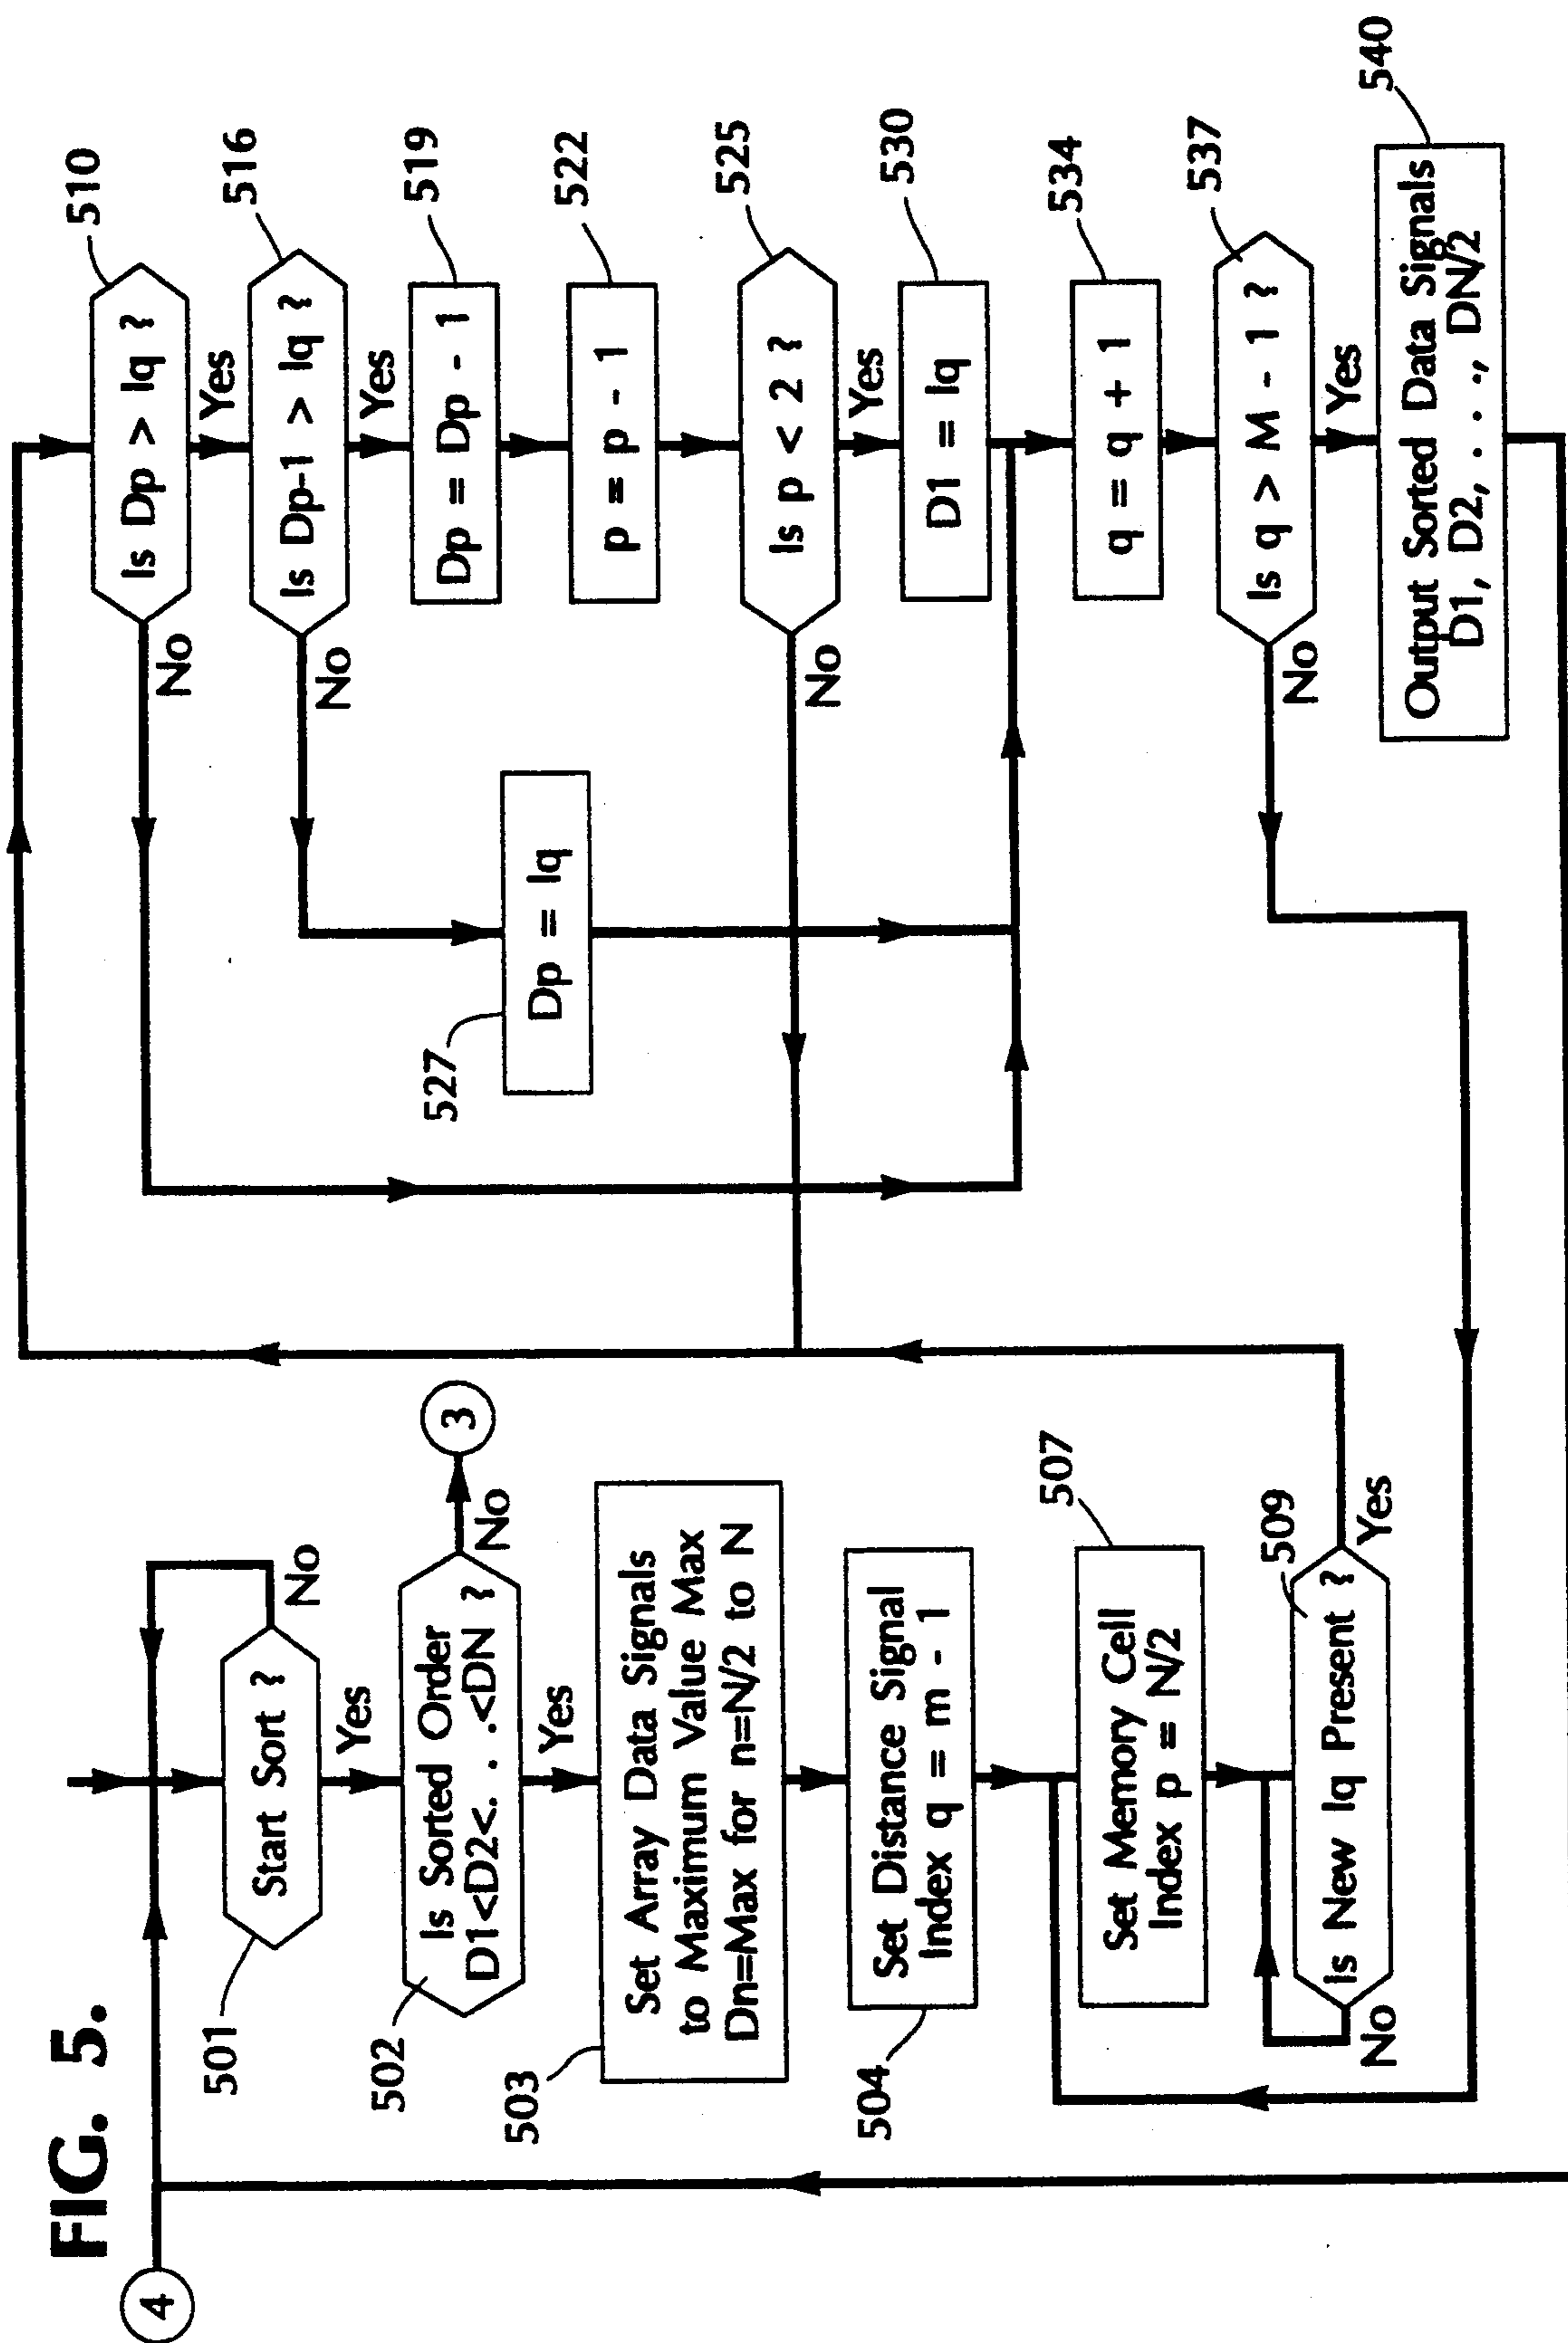 FIG. 5.
4
501
Start Sort ?
No
Yes
502
Is Sorted Order
D1<D2<. . .<DN ?
No
3
Yes
503
Set Array Data Signals
to Maximum Value Max
Dn=Max for n=N/2 to N
504
Set Distance Signal
Index q = m - 1
507
Set Memory Cell
Index p = N/2
509
Is New Iq Present ?
No
Yes
510
Is Dp > Iq ?
No
Yes
516
Is Dp-1 > Iq ?
No
Yes
519
Dp = Dp - 1
522
p = p - 1
525
Is p < 2 ?
No
Yes
527
Dp = Iq
530
D1 = Iq
534
q = q + 1
537
Is q > M - 1 ?
No
Yes
540
Output Sorted Data Signals
D1, D2, . . ., DN/2